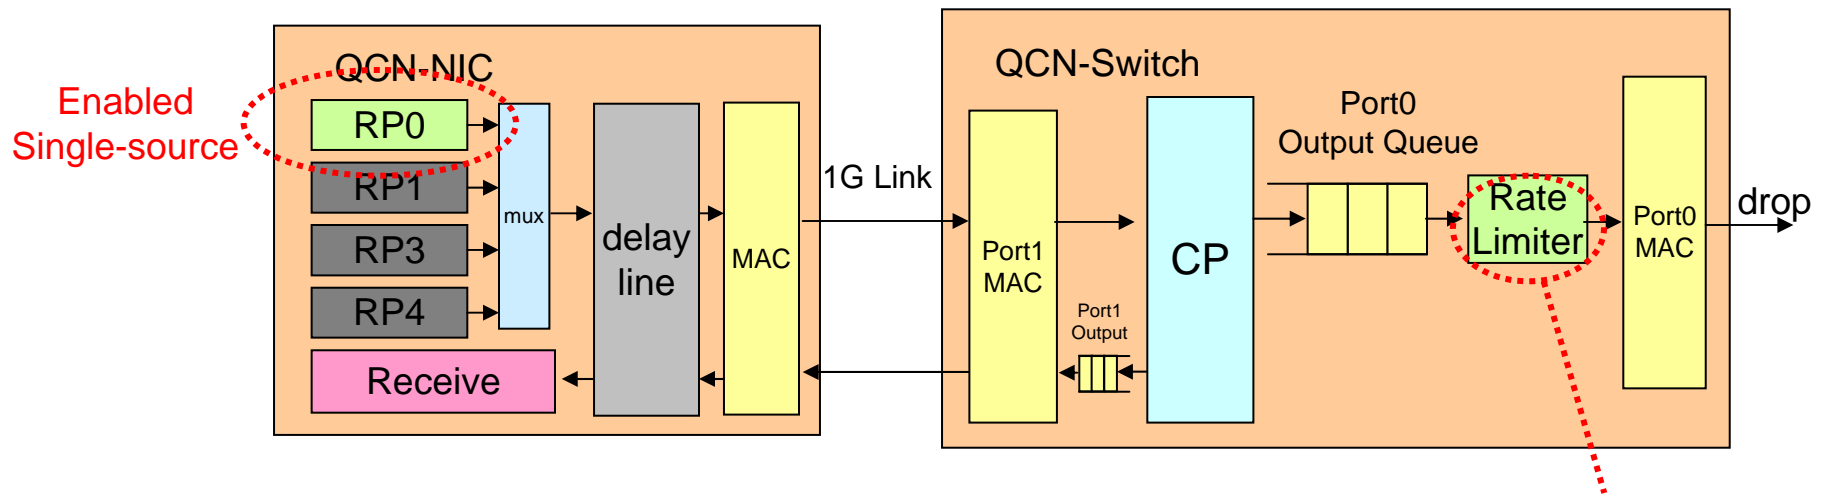 Enabled
Single-source
QCN-NIC
RP0
RP1
RP3
RP4
Receive
mux
delay
line
MAC
1G Link
QCN-Switch
Port1
MAC
Port1
Output
CP
Port0
Output Queue
Rate
Limiter
Port0
MAC
drop